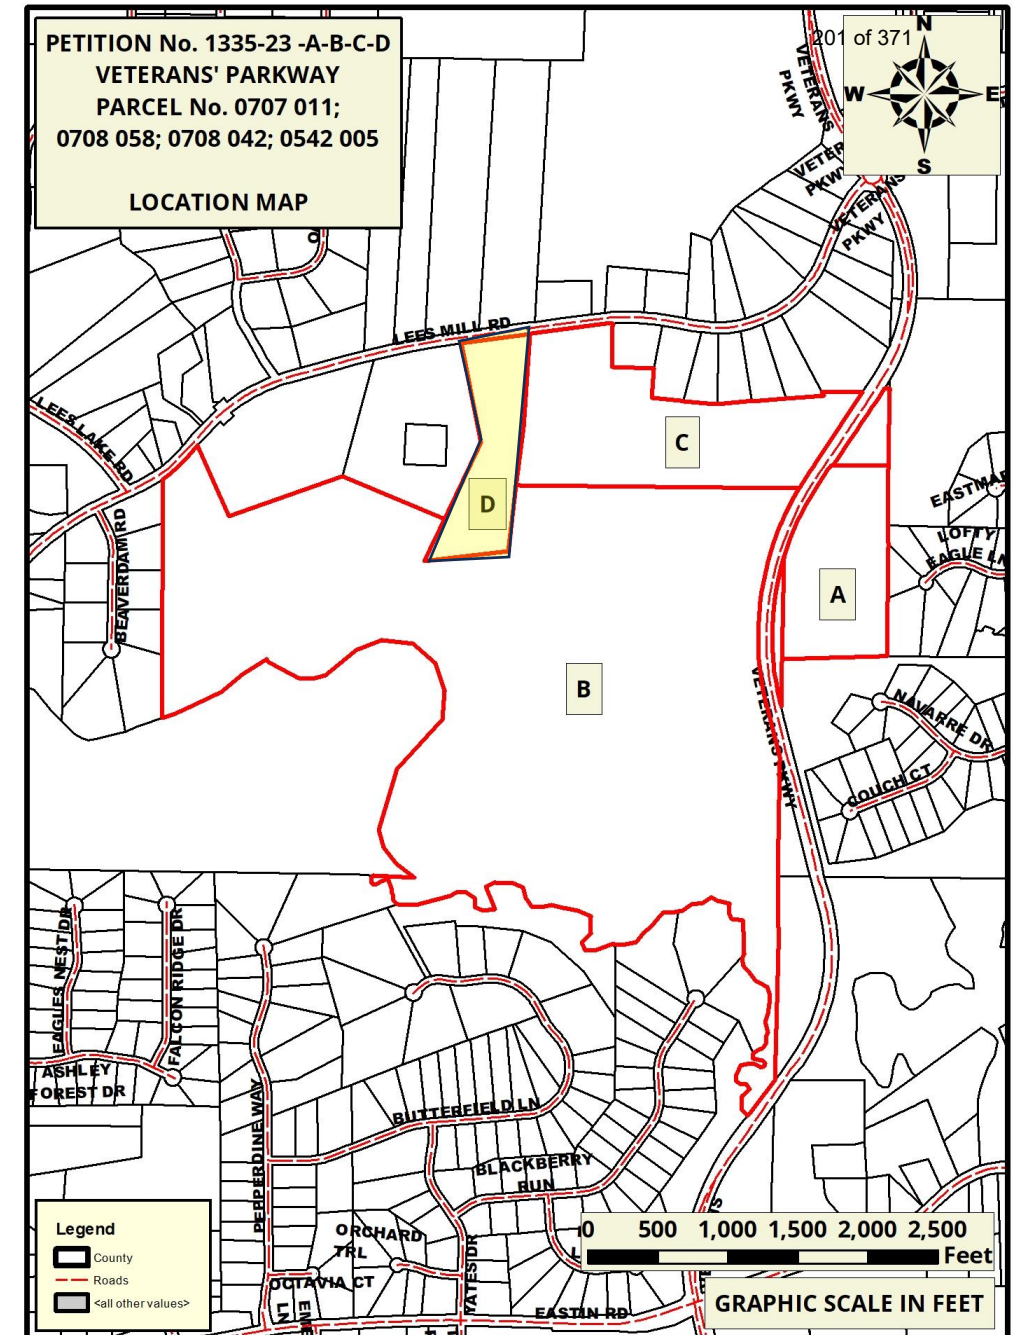 PETITION No. 1335-23 -A-B-C-D
VETERANS' PARKWAY
PARCEL No. 0707 011;
0708 058; 0708 042; 0542 005
LOCATION MAP
201 of 371
N
W
E
S
VETERANS
PKWY
PKWY
VETERANS
PKWY
LEES MILL RD
LEES LAKE RD
BEAVERDAM RD
C
D
A
B
LOFTY
EAGLE LN
VETERANS PKWY
NAVARRE DR
COUCH CT
EAGLES NEST DR
FALCON RIDGE DR
ASHLEY
FOREST DR
PEPPERDINE WAY
BUTTERFIELD LN
BLACKBERRY
RUN
ORCHARD
TRL
OCTAVIA CT
LN
YATES DR
EASTIN RD
Legend
County
Roads
<all other values>
0 500 1,000 1,500 2,000 2,500
Feet
GRAPHIC SCALE IN FEET